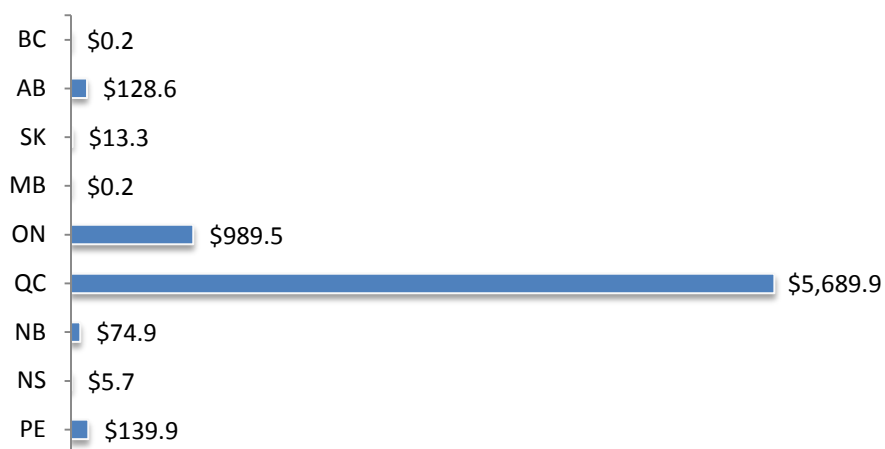 BC $0.2
AB $128.6
SK $13.3
MB $0.2
ON $989.5
QC $5,689.9
NB $74.9
NS $5.7
PE $139.9